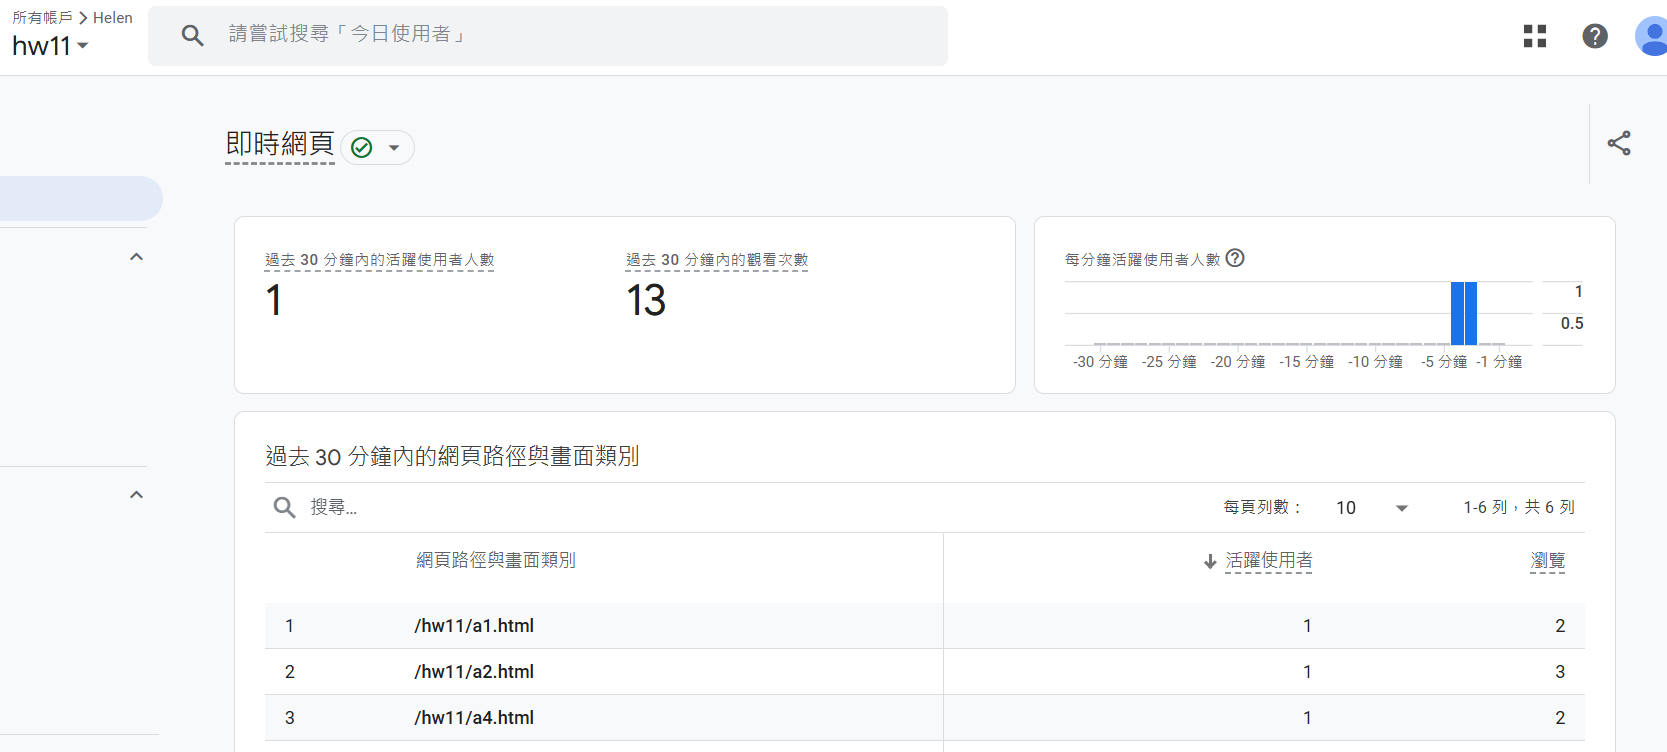 所有帳戶 > Helen
hw11
請嘗試搜尋「今日使用者」
即時網頁
過去 30 分鐘內的活躍使用者人數
1
過去 30 分鐘內的觀看次數
13
每分鐘活躍使用者人數
1
0.5
-30 分鐘 -25 分鐘 -20 分鐘 -15 分鐘 -10 分鐘 -5 分鐘 -1 分鐘
過去 30 分鐘內的網頁路徑與畫面類別
搜尋... 每頁列數： 10 1-6 列，共 6 列
網頁路徑與畫面類別 活躍使用者 瀏覽
1 /hw11/a1.html 1 2
2 /hw11/a2.html 1 3
3 /hw11/a4.html 1 2